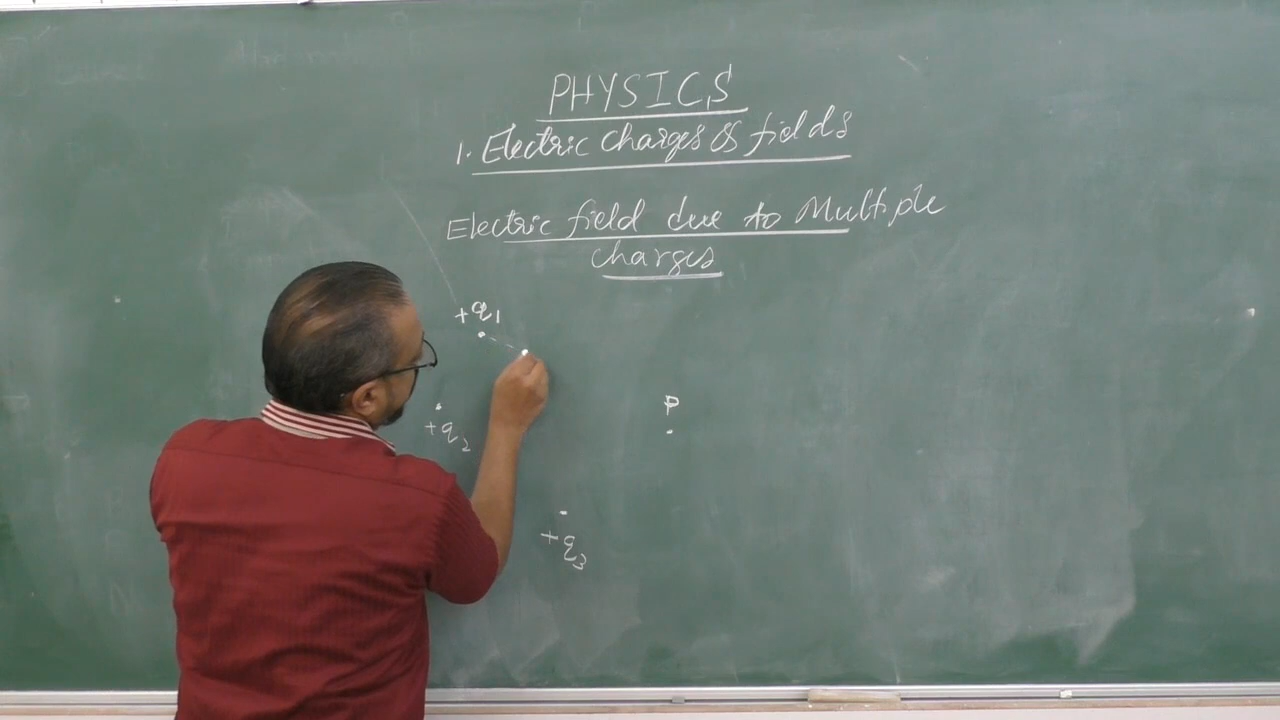 PHYSICS
1. Electric Charges & fields
Electric field due to Multiple
charges
+q1
+q2
P
+q3